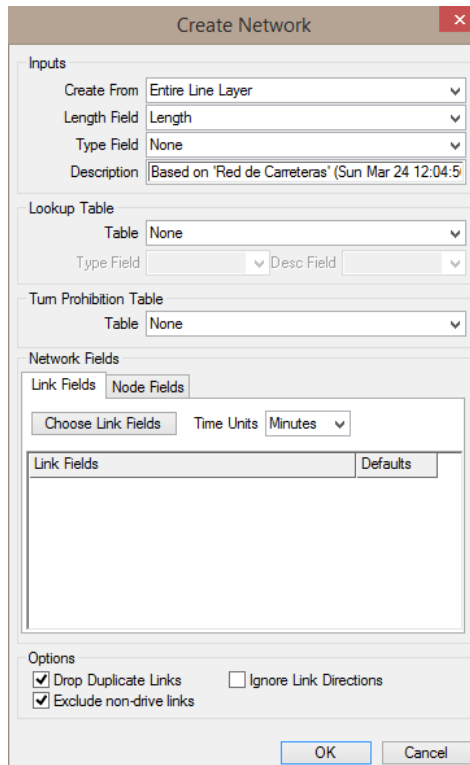 Create Network
Inputs
Create From Entire Line Layer
Length Field Length
Type Field None
Description Based on 'Red de Carreteras' (Sun Mar 24 12:04:5
Lookup Table
Table None
Type Field Desc Field
Turn Prohibition Table
Table None
Network Fields
Link Fields Node Fields
Choose Link Fields Time Units Minutes
Link Fields Defaults
Options
Drop Duplicate Links Ignore Link Directions
Exclude non-drive links
OK Cancel